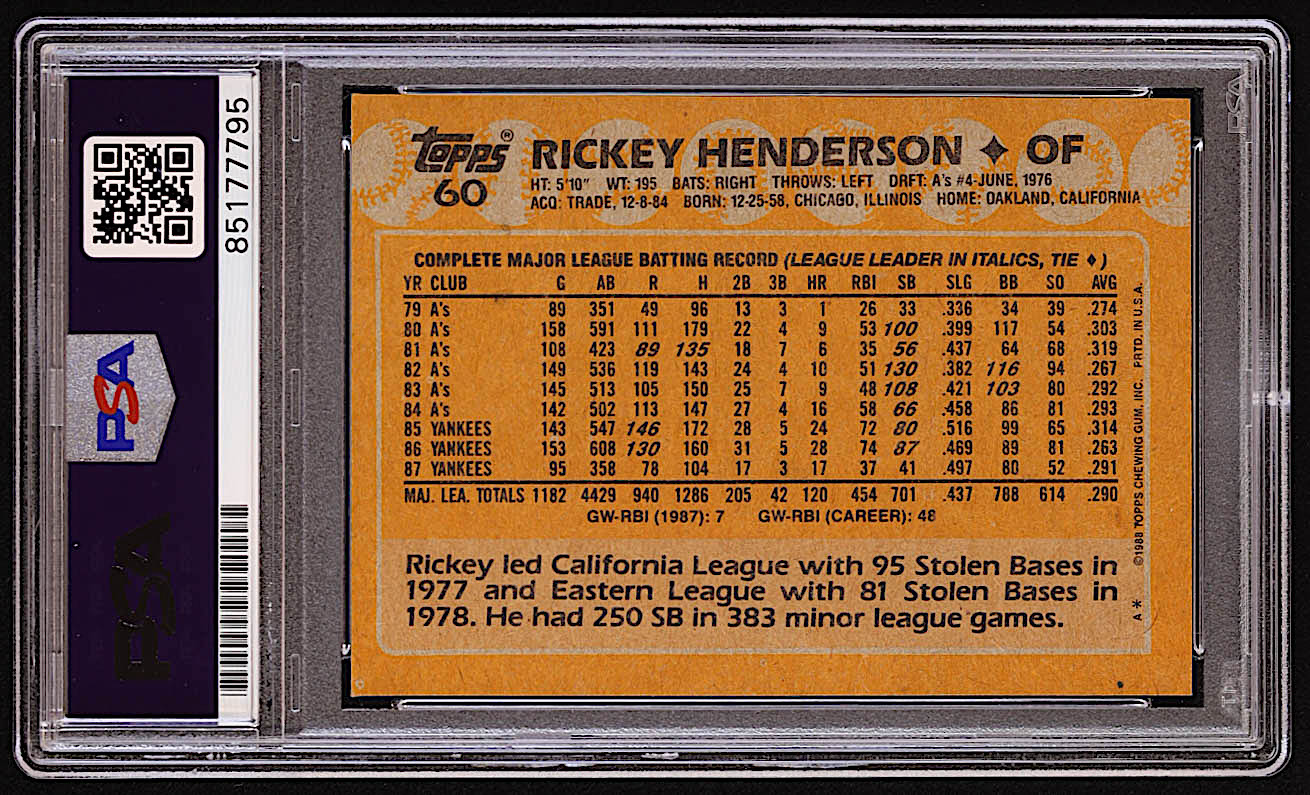 topps®
60
RICKEY HENDERSON ✦ OF
HT: 5'10" WT: 195 BATS: RIGHT THROWS: LEFT DRFT: A's #4-JUNE, 1976
ACQ: TRADE, 12-8-84 BORN: 12-25-58, CHICAGO, ILLINOIS HOME: OAKLAND, CALIFORNIA
COMPLETE MAJOR LEAGUE BATTING RECORD (LEAGUE LEADER IN ITALICS, TIE ♦)
YR CLUB G AB R H 2B 3B HR RBI SB SLG BB SO AVG
79 A's 89 351 49 96 13 3 1 26 33 .336 34 39 .274
80 A's 158 591 111 179 22 4 9 53 100 .399 117 54 .303
81 A's 108 423 89 135 18 7 6 35 56 .437 64 68 .319
82 A's 149 536 119 143 24 4 10 51 130 .382 116 94 .267
83 A's 145 513 105 150 25 7 9 48 108 .421 103 80 .292
84 A's 142 502 113 147 27 4 16 58 66 .458 86 81 .293
85 YANKEES 143 547 146 172 28 5 24 72 80 .516 99 65 .314
86 YANKEES 153 608 130 160 31 5 28 74 87 .469 89 81 .263
87 YANKEES 95 358 78 104 17 3 17 37 41 .497 80 52 .291
MAJ. LEA. TOTALS 1182 4429 940 1286 205 42 120 454 701 .437 788 614 .290
GW-RBI (1987): 7 GW-RBI (CAREER): 48
Rickey led California League with 95 Stolen Bases in
1977 and Eastern League with 81 Stolen Bases in
1978. He had 250 SB in 383 minor league games.
©1988 TOPPS CHEWING GUM, INC. PRTD. IN U.S.A.
A*
85177795
PSA
PSA
PSA